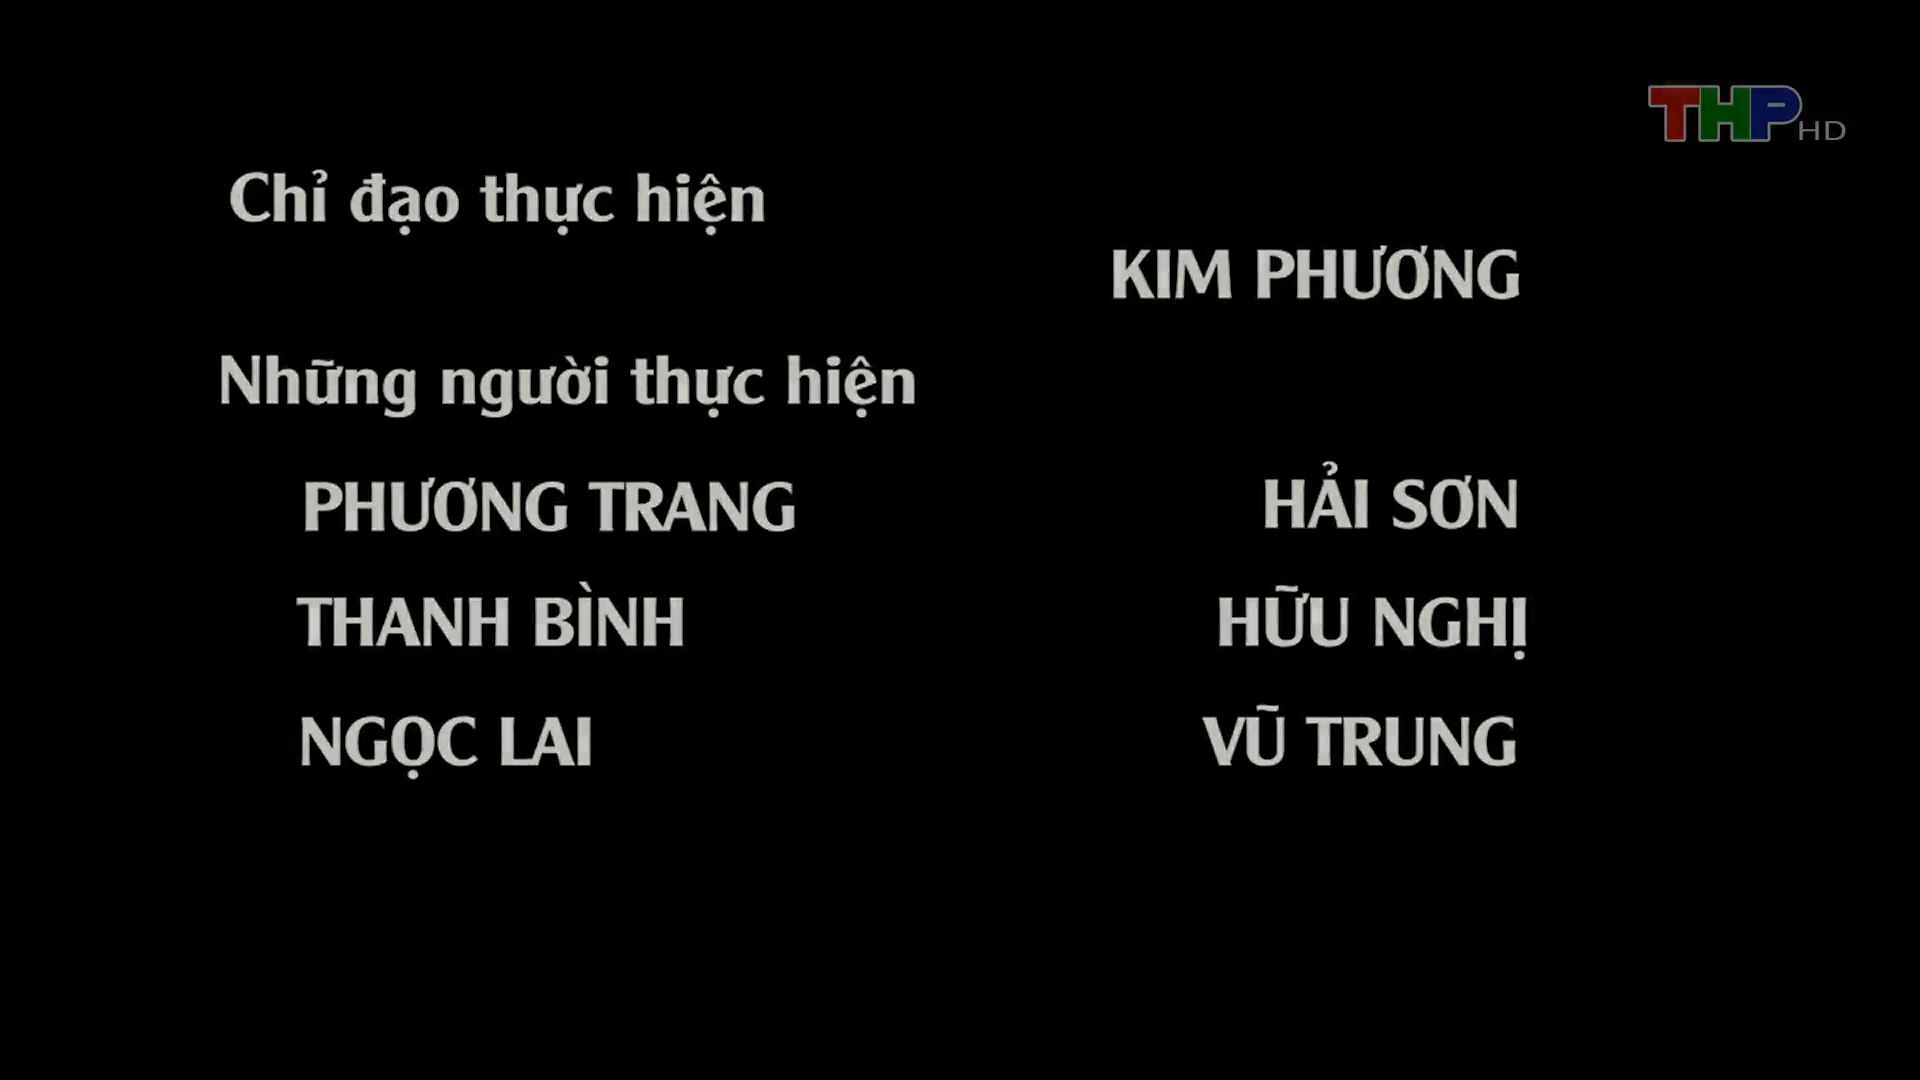 THP HD
Chỉ đạo thực hiện
KIM PHƯƠNG
Những người thực hiện
PHƯƠNG TRANG
HẢI SƠN
THANH BÌNH
HỮU NGHỊ
NGỌC LAI
VŨ TRUNG